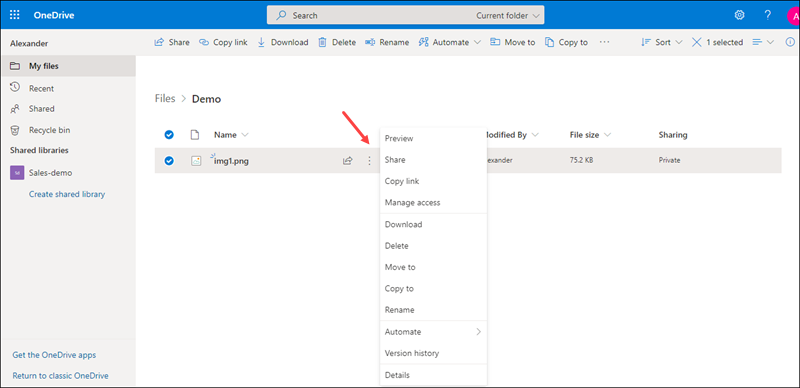 OneDrive
Search
Current folder
A
Alexander
Share
Copy link
Download
Delete
Rename
Automate
Move to
Copy to
Sort
1 selected
My files
Recent
Shared
Recycle bin
Shared libraries
Sales-demo
Create shared library
Get the OneDrive apps
Return to classic OneDrive
Files > Demo
Name
Modified By
File size
Sharing
img1.png
lexander
75.2 KB
Private
Preview
Share
Copy link
Manage access
Download
Delete
Move to
Copy to
Rename
Automate
Version history
Details